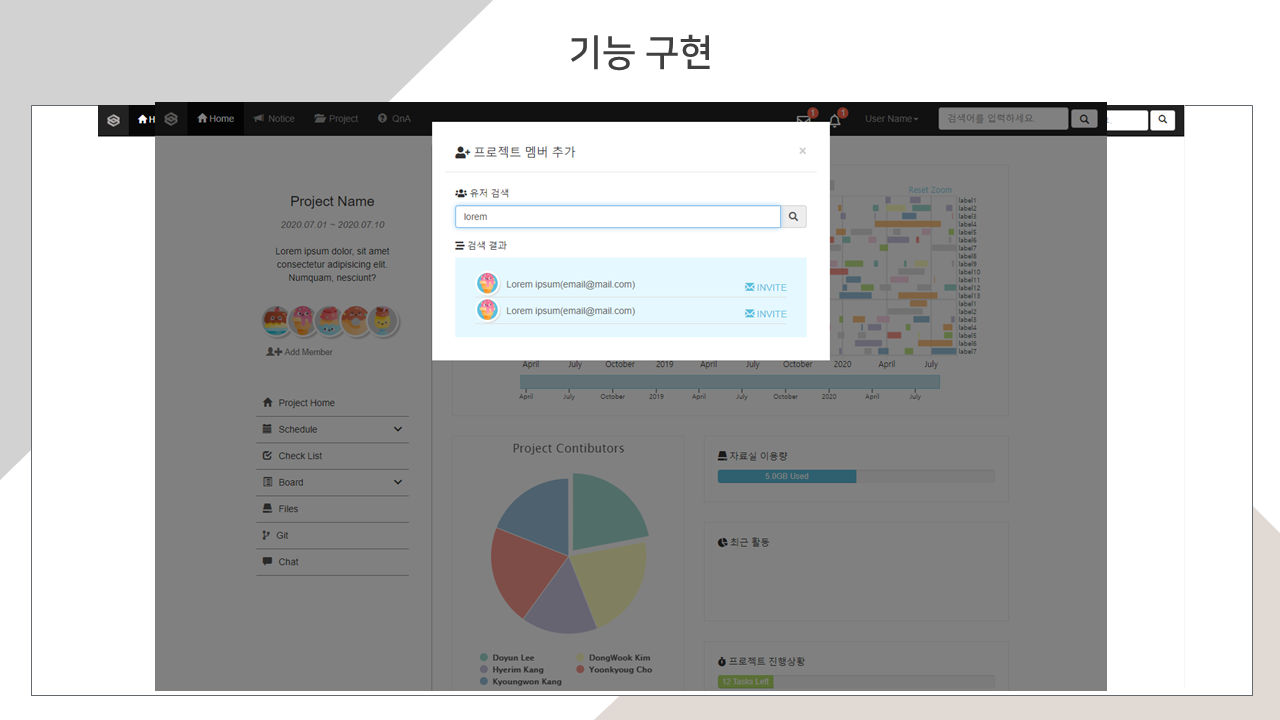 기능 구현
H
Home
Notice
Project
QnA
1
1
User Name
검색어를 입력하세요.
Project Name
2020.07.01 ~ 2020.07.10
Lorem ipsum dolor, sit amet
consectetur adipisicing elit.
Numquam, nesciunt?
Add Member
Project Home
Schedule
Check List
Board
Files
Git
Chat
프로젝트 멤버 추가
×
유저 검색
lorem
검색 결과
Lorem ipsum(email@mail.com)
INVITE
Lorem ipsum(email@mail.com)
INVITE
Reset Zoom
label1
label2
label3
label4
label5
label6
label7
label8
label9
label10
label11
label12
label13
label1
label2
label3
label4
label5
label6
label7
April July October 2019 April July October 2020 April July
April July October 2019 April July October 2020 April July
Project Contibutors
Doyun Lee
DongWook Kim
Hyerim Kang
Yoonkyoug Cho
Kyoungwon Kang
자료실 이용량
5.0GB Used
최근 활동
프로젝트 진행상황
12 Tasks Left